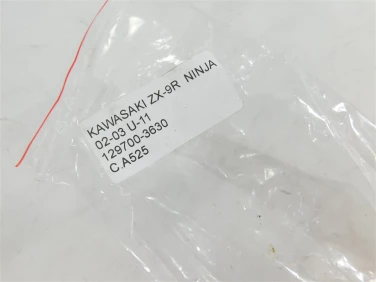 KAWASAKI ZX-9R NINJA
02-03 U-11
129700-3630
C.A525